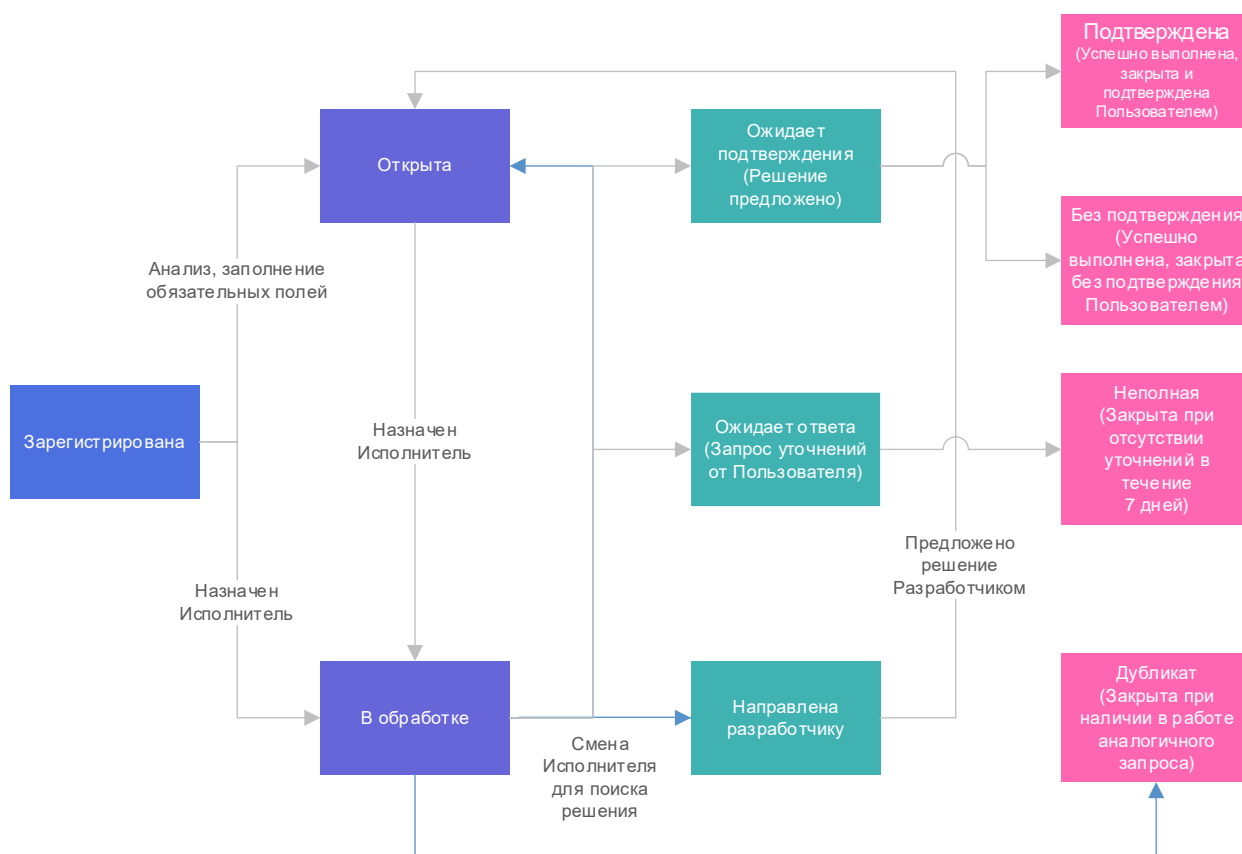 Подтверждена
(Успешно выполнена,
закрыта и
подтверждена
Пользователем)
Открыта
Ожидает
подтверждения
(Решение
предложено)
Без подтверждения
(Успешно
выполнена, закрыта
без подтверждения
Пользователем)
Анализ, заполнение
обязательных полей
Зарегистрирована
Назначен
Исполнитель
Ожидает ответа
(Запрос уточнений
от Пользователя)
Неполная
(Закрыта при
отсутствии
уточнений в
течение
7 дней)
Предложено
решение
Разработчиком
Назначен
Исполнитель
В обработке
Направлена
разработчику
Дубликат
(Закрыта при
наличии в работе
аналогичного
запроса)
Смена
Исполнителя
для поиска
решения